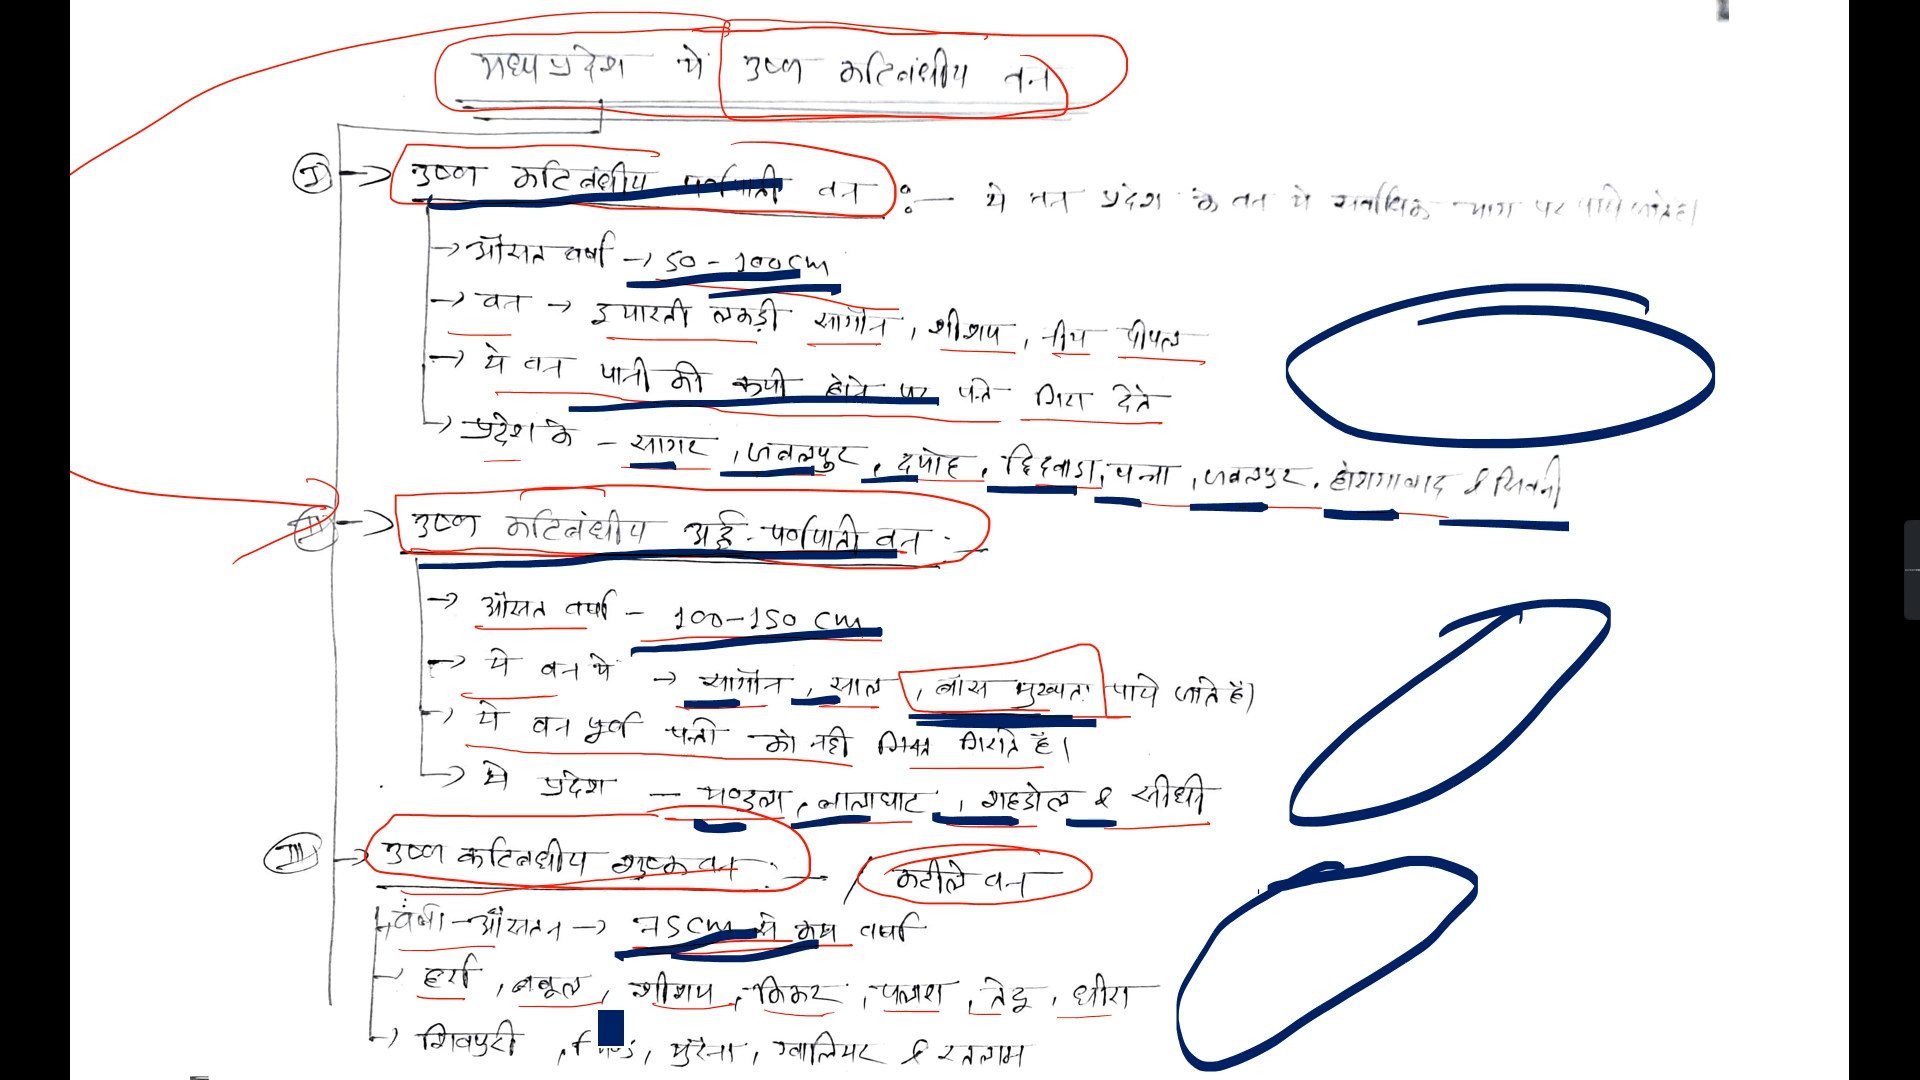 मध्यप्रदेश में उष्ण कटिबंधीय वन
I → उष्ण कटिबंधीय पर्णपाती वन :— ये वन प्रदेश के वन में सर्वाधिक भाग पर पाये जाते है।
→ औसत वर्षा → 50 - 100 cm
→ वन → इमारती लकड़ी सागौन, शीशम, नीम पीपल
→ ये वन पानी की कमी होने पर पत्ते गिरा देते
→ प्रदेश के - सागर, जबलपुर, दमोह, छिंदवाडा, पन्ना, जबलपुर, होशंगाबाद & सिवनी
II → उष्ण कटिबंधीय अर्द्ध-पर्णपाती वन :—
→ औसत वर्षा - 100-150 cm
→ ये वन में → सागौन, साल, बांस मुख्यतः पाये जाते है।
→ ये वन पूर्ण पत्ती को नही गिराते हैं।
→ ये प्रदेश - मण्डला, बालाघाट, शहडोल & सीधी
III → उष्ण कटिबंधीय शुष्क वन :— / कटीले वन
→ वर्षा - औसतन → 75 cm से कम वर्षा
→ हर्रा, बबूल, शीशम, किकर, पलाश, तेंदू, धौरा
→ शिवपुरी, मुरैना, ग्वालियर & रतलाम